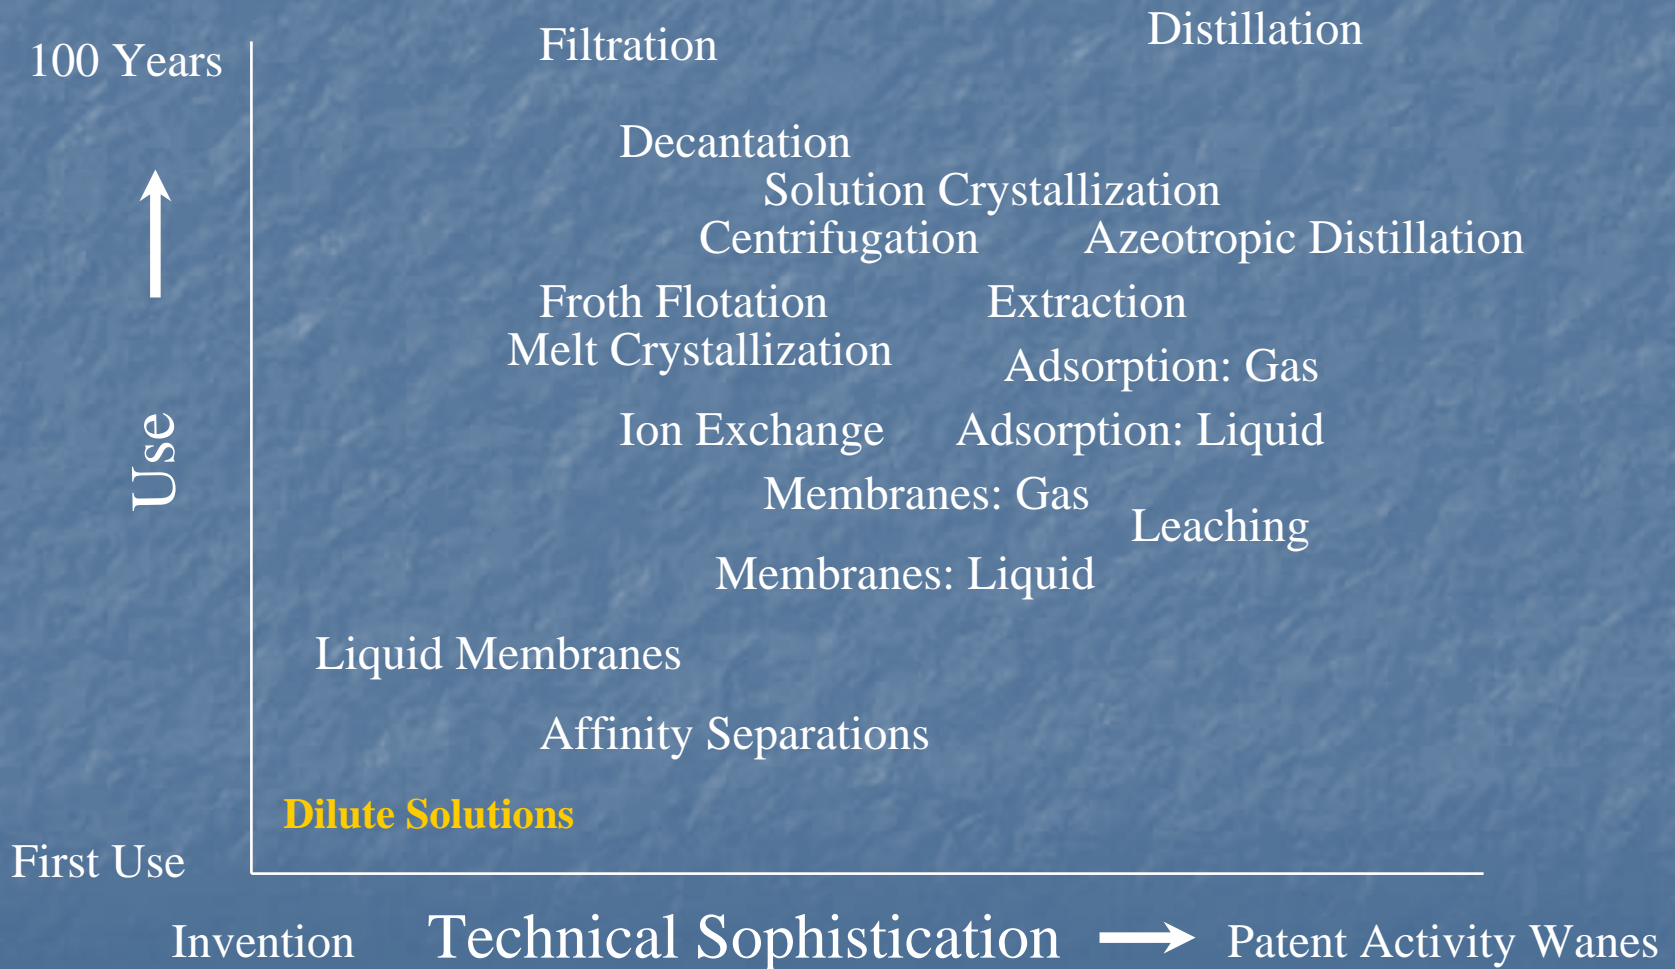 Distillation
Filtration
100 Years
Decantation
Solution Crystallization
Centrifugation
Azeotropic Distillation
Froth Flotation
Extraction
Melt Crystallization
Adsorption: Gas
Ion Exchange
Adsorption: Liquid
Use
Membranes: Gas
Leaching
Membranes: Liquid
Liquid Membranes
Affinity Separations
Dilute Solutions
First Use
Invention
Technical Sophistication
Patent Activity Wanes